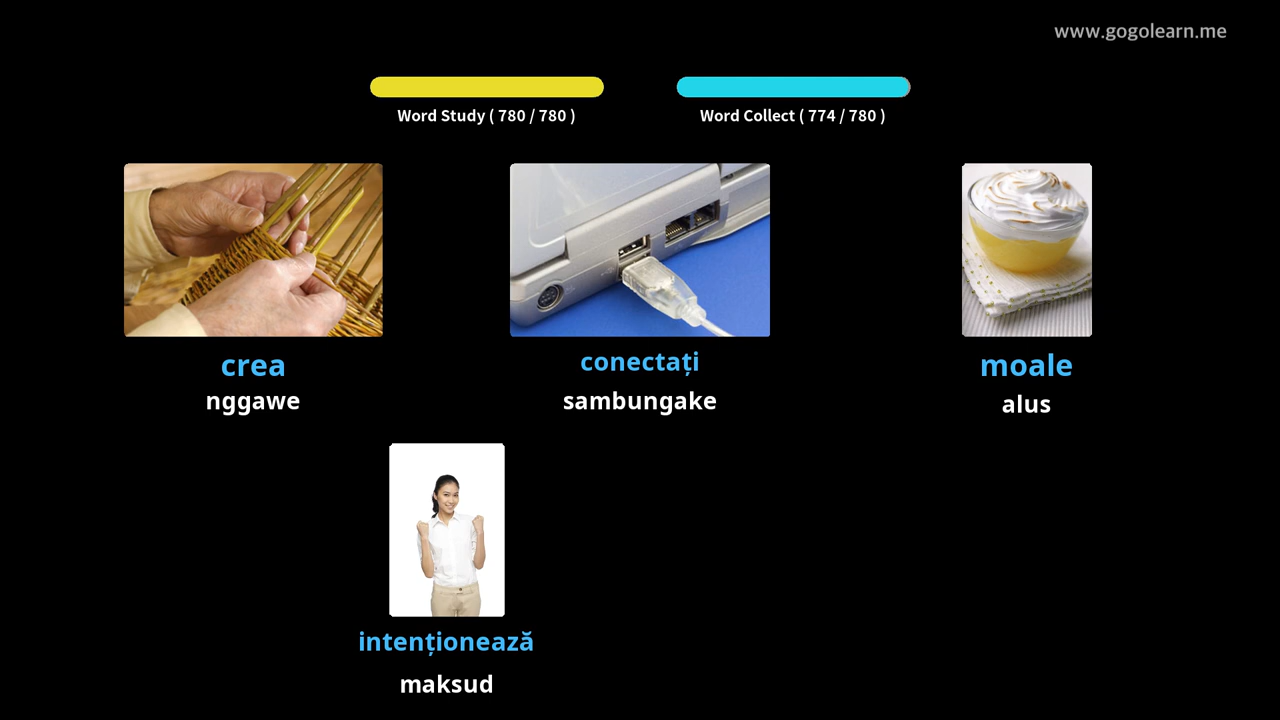 www.gogolearn.me
Word Study ( 780 / 780 )
Word Collect ( 774 / 780 )
crea
nggawe
conectați
sambungake
moale
alus
intenționează
maksud